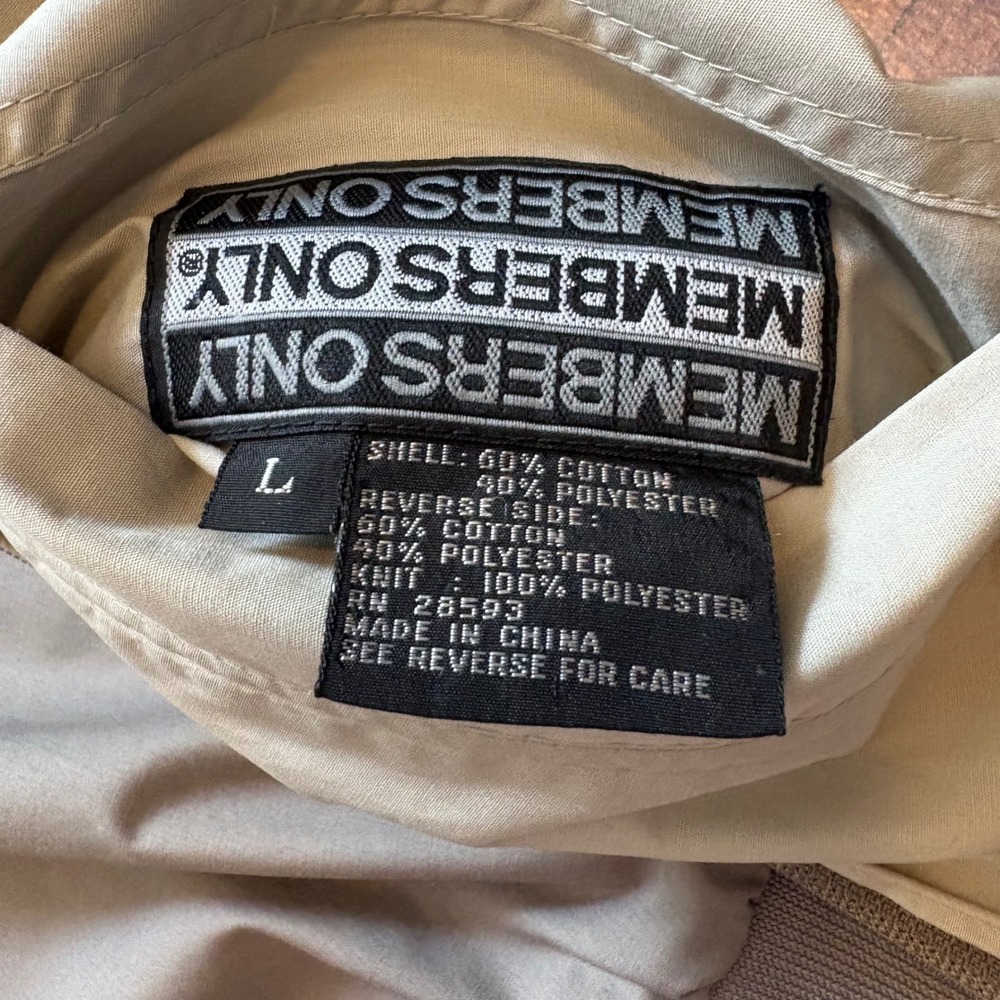 MEMBERS ONLY
MEMBERS ONLY®
MEMBERS ONLY
L
SHELL: 60% COTTON
40% POLYESTER
REVERSE SIDE:
60% COTTON
40% POLYESTER
KNIT : 100% POLYESTER
RN 28593
MADE IN CHINA
SEE REVERSE FOR CARE